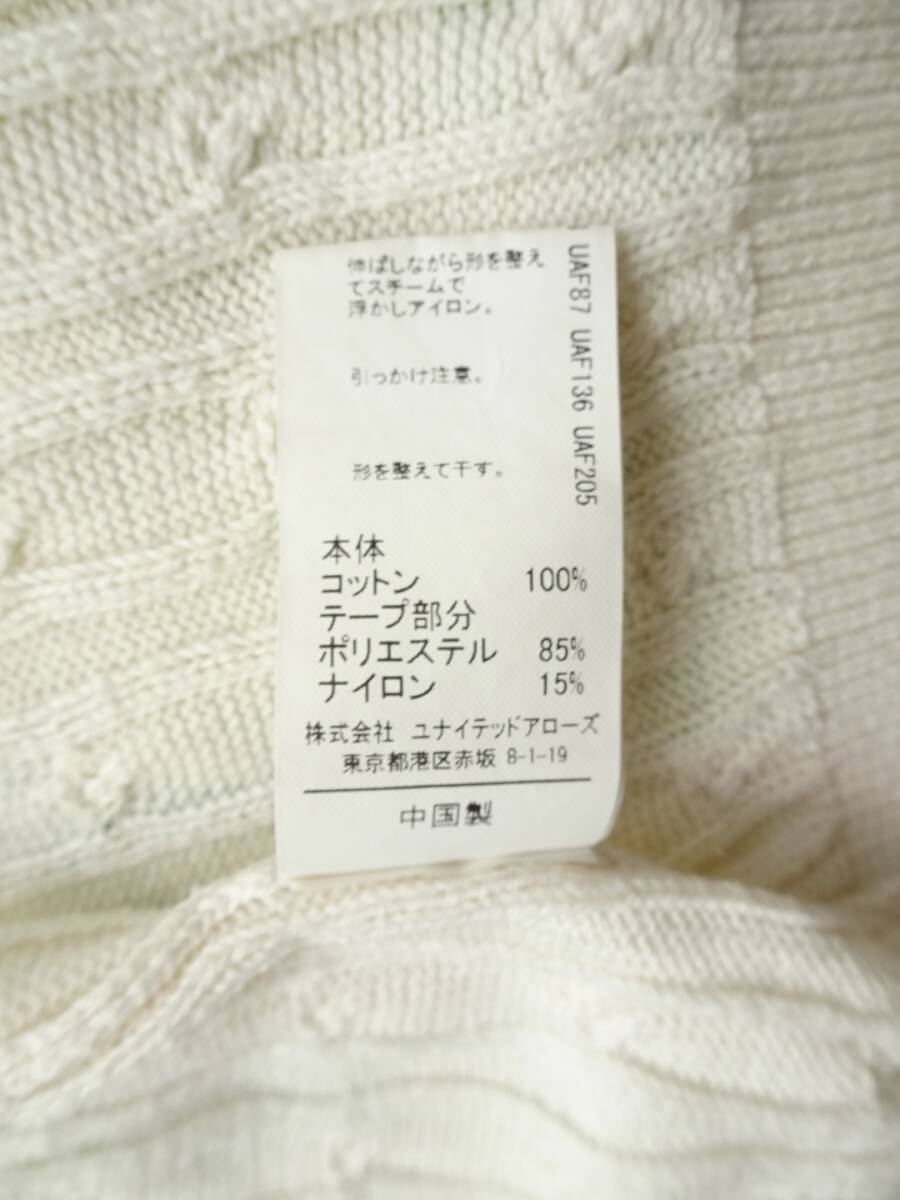 伸ばしながら形を整え
てスチームで
浮かしアイロン。
引っかけ注意。
形を整えて干す。
本体
コットン 100%
テープ部分
ポリエステル 85%
ナイロン 15%
株式会社 ユナイテッドアローズ
東京都港区赤坂 8-1-19
中国製
UAF87 UAF136 UAF205